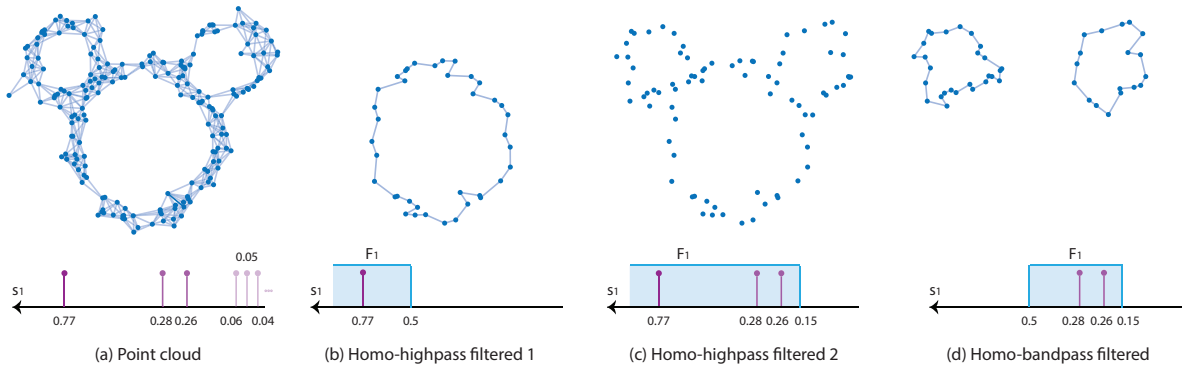 0.05
s1
0.77
0.28 0.26
0.06
0.04
(a) Point cloud
F1
s1
0.77
0.5
(b) Homo-highpass filtered 1
F1
s1
0.77
0.28 0.26
0.15
(c) Homo-highpass filtered 2
F1
s1
0.5
0.28
0.26
0.15
(d) Homo-bandpass filtered